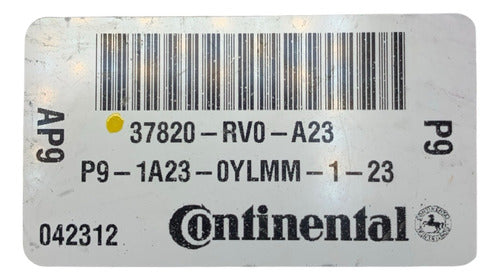 37820-RV0-A23
AP9
P9
P9-1A23-0YLMM-1-23
042312
Continental